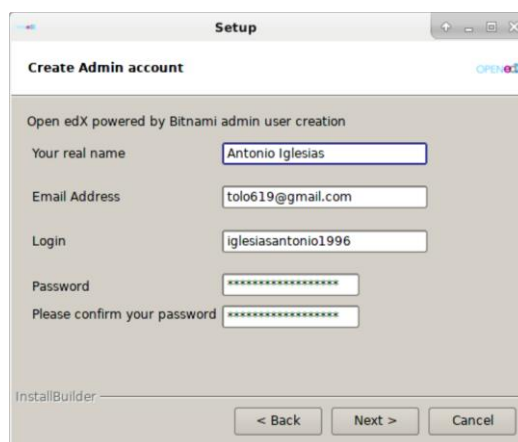 Setup
Create Admin account
OPENedX
Open edX powered by Bitnami admin user creation
Your real name Antonio Iglesias
Email Address tolo619@gmail.com
Login iglesiasantonio1996
Password ******************
Please confirm your password ******************
InstallBuilder
< Back Next > Cancel